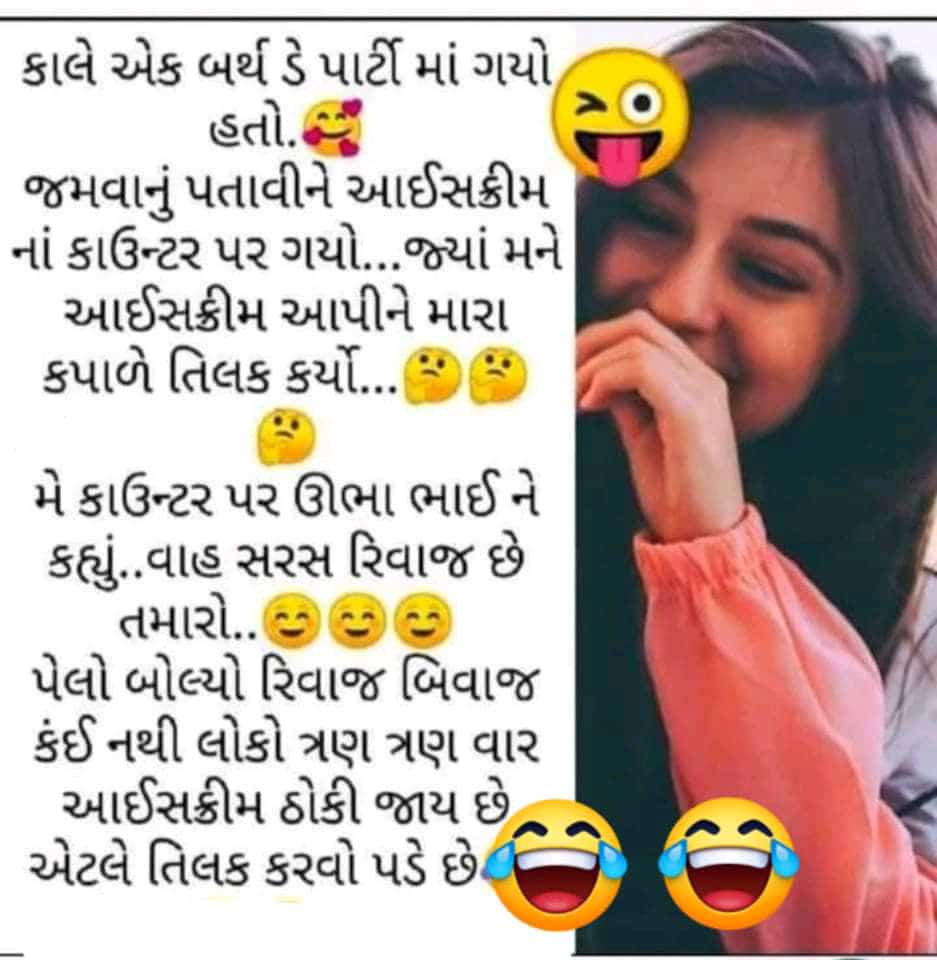 કાલે એક બર્થ ડે પાર્ટી માં ગયો
હતો.🥰
જમવાનું પતાવીને આઈસક્રીમ
નાં કાઉન્ટર પર ગયો...જ્યાં મને
આઈસક્રીમ આપીને મારા
કપાળે તિલક કર્યો...🤔🤔
🤔
મે કાઉન્ટર પર ઊભા ભાઈ ને
કહ્યું..વાહ સરસ રિવાજ છે
તમારો..😊😊😊
પેલો બોલ્યો રિવાજ બિવાજ
કંઈ નથી લોકો ત્રણ ત્રણ વાર
આઈસક્રીમ ઠોકી જાય છે
એટલે તિલક કરવો પડે છે